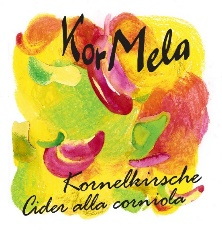 KorMela
Kornelkirsche
Cider alla corniola